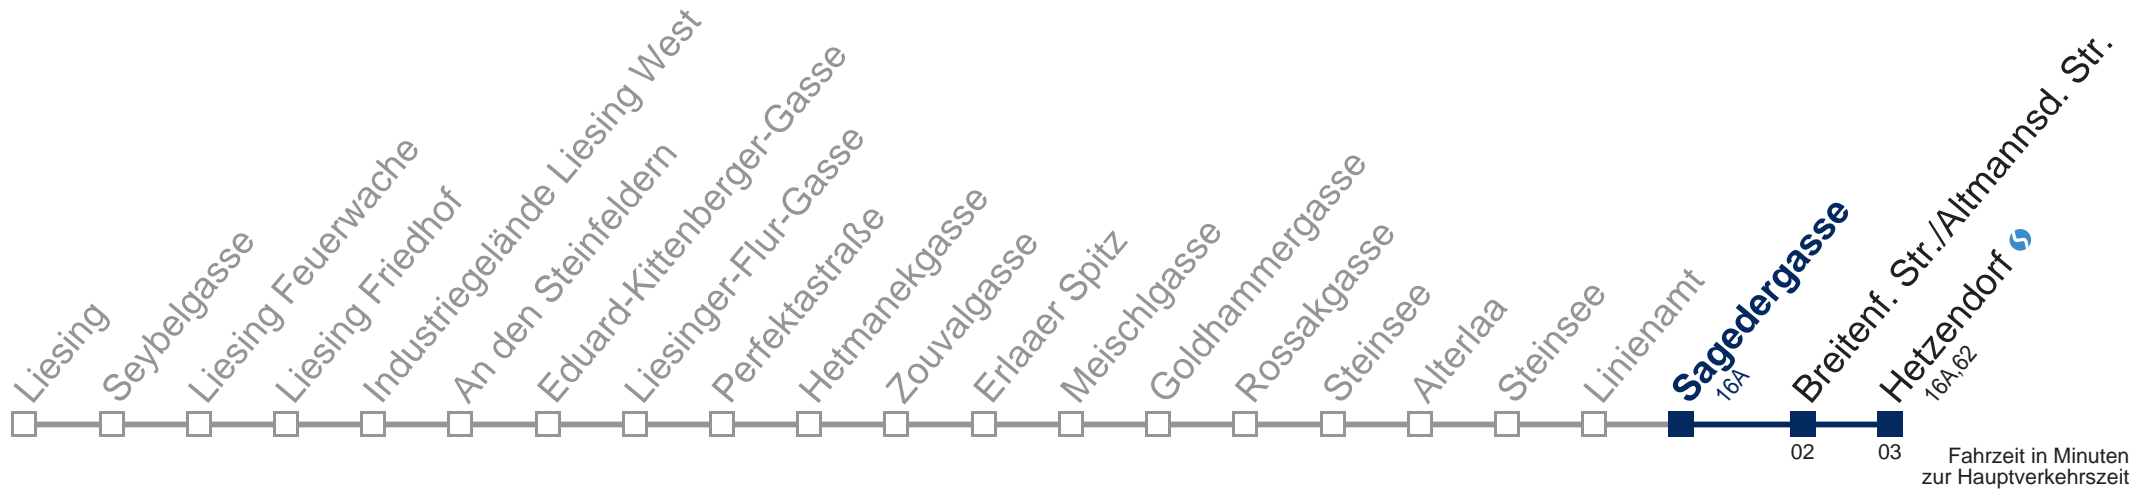 Liesing
Seybelgasse
Liesing Feuerwache
Liesing Friedhof
Industriegelände Liesing West
An den Steinfeldern
Eduard-Kittenberger-Gasse
Liesinger-Flur-Gasse
Perfektastraße
Hetmanekgasse
Zouvalgasse
Erlaaer Spitz
Meischlgasse
Goldhammergasse
Rossakgasse
Steinsee
Alterlaa
Steinsee
Linienamt
Sagedergasse
16A
Breitenf. Str./Altmannsd. Str.
Hetzendorf
16A,62
02
03
Fahrzeit in Minuten
zur Hauptverkehrszeit